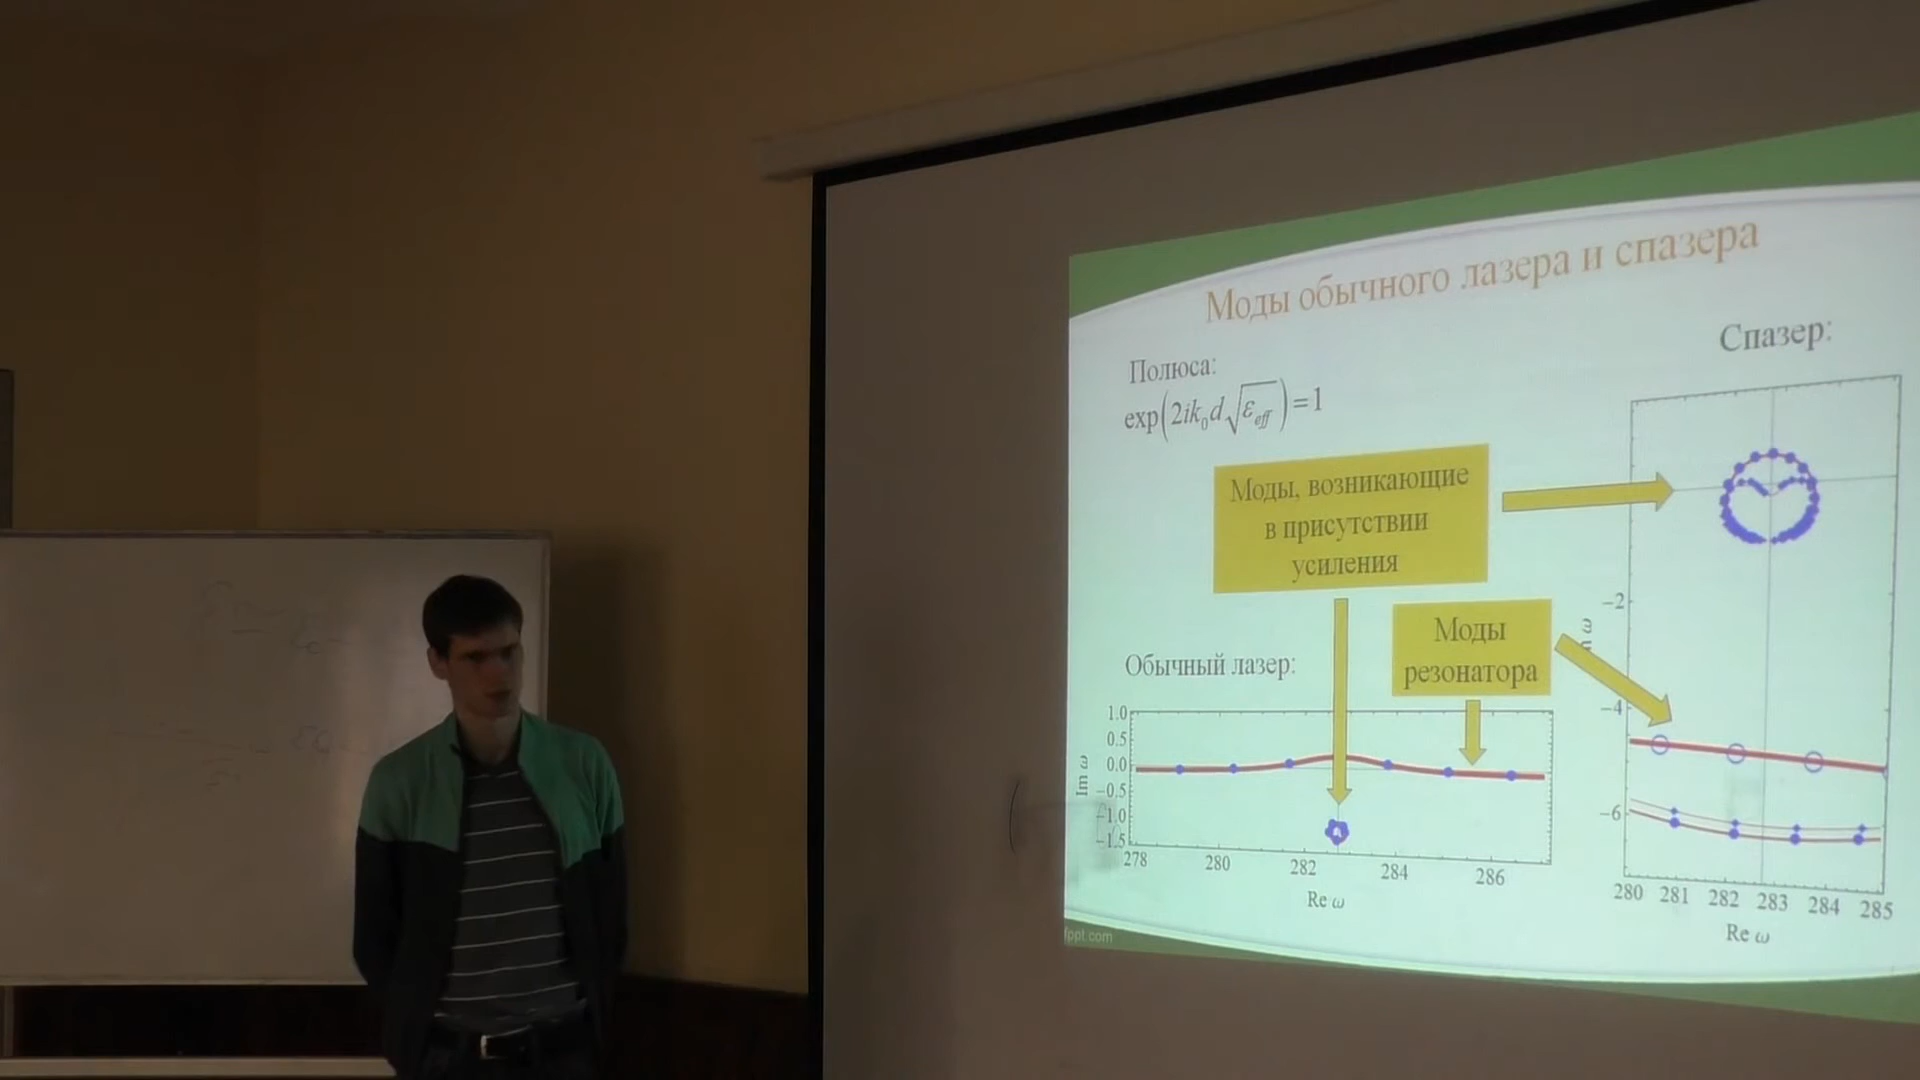 Моды обычного лазера и спазера
Спазер:
Полюса:
exp(2ik₀d√ε_eff)=1
Моды, возникающие
в присутствии
усиления
Моды
резонатора
Обычный лазер:
1.0
0.5
0.0
−0.5
−1.0
−1.5
Im ω
278 280 282 284 286
Re ω
−2
−4
−6
280 281 282 283 284 285
Re ω
fppt.com